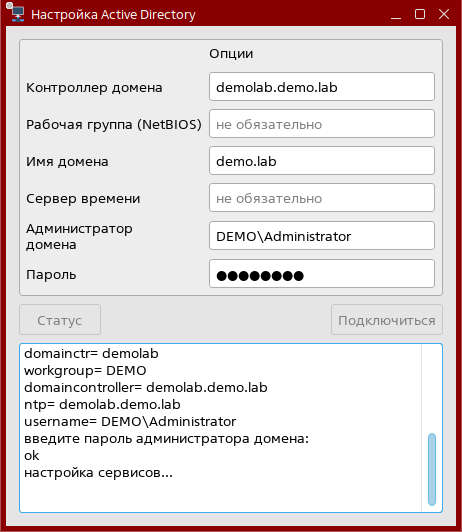 Настройка Active Directory
Опции
Контроллер домена
demolab.demo.lab
Рабочая группа (NetBIOS)
не обязательно
Имя домена
demo.lab
Сервер времени
не обязательно
Администратор
домена
DEMO\Administrator
Пароль
●●●●●●●●
Статус
Подключиться
domainctr= demolab
workgroup= DEMO
domaincontroller= demolab.demo.lab
ntp= demolab.demo.lab
username= DEMO\Administrator
введите пароль администратора домена:
ok
настройка сервисов...